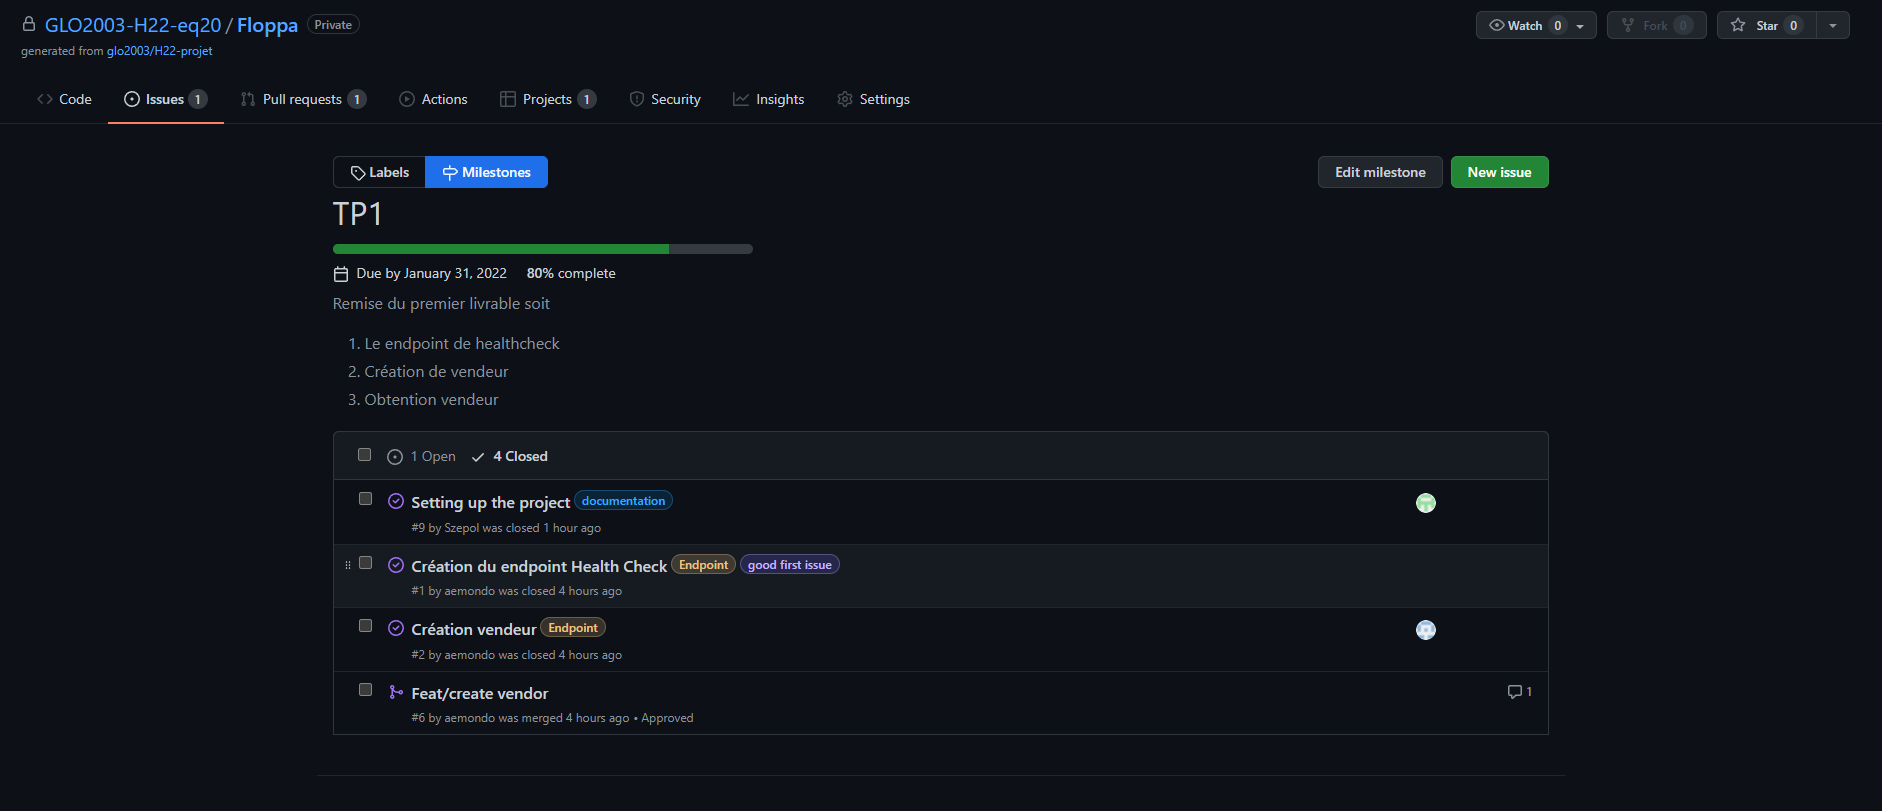 GLO2003-H22-eq20 / Floppa Private
Watch 0
Fork 0
Star 0
generated from glo2003/H22-projet
Code
Issues 1
Pull requests 1
Actions
Projects 1
Security
Insights
Settings
Labels
Milestones
Edit milestone
New issue
TP1
Due by January 31, 2022 80% complete
Remise du premier livrable soit
1. Le endpoint de healthcheck
2. Création de vendeur
3. Obtention vendeur
1 Open 4 Closed
Setting up the project documentation
#9 by Szepol was closed 1 hour ago
Création du endpoint Health Check Endpoint good first issue
#1 by aemondo was closed 4 hours ago
Création vendeur Endpoint
#2 by aemondo was closed 4 hours ago
Feat/create vendor
1
#6 by aemondo was merged 4 hours ago • Approved